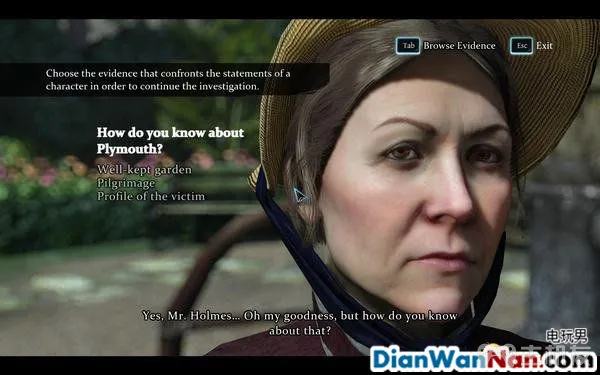 Tab Browse Evidence Esc Exit
Choose the evidence that confronts the statements of a
character in order to continue the investigation.
How do you know about
Plymouth?
Well-kept garden
Pilgrimage
Profile of the victim
Yes, Mr. Holmes... Oh my goodness, but how do you know
about that?
电玩男
DianWanNan.com